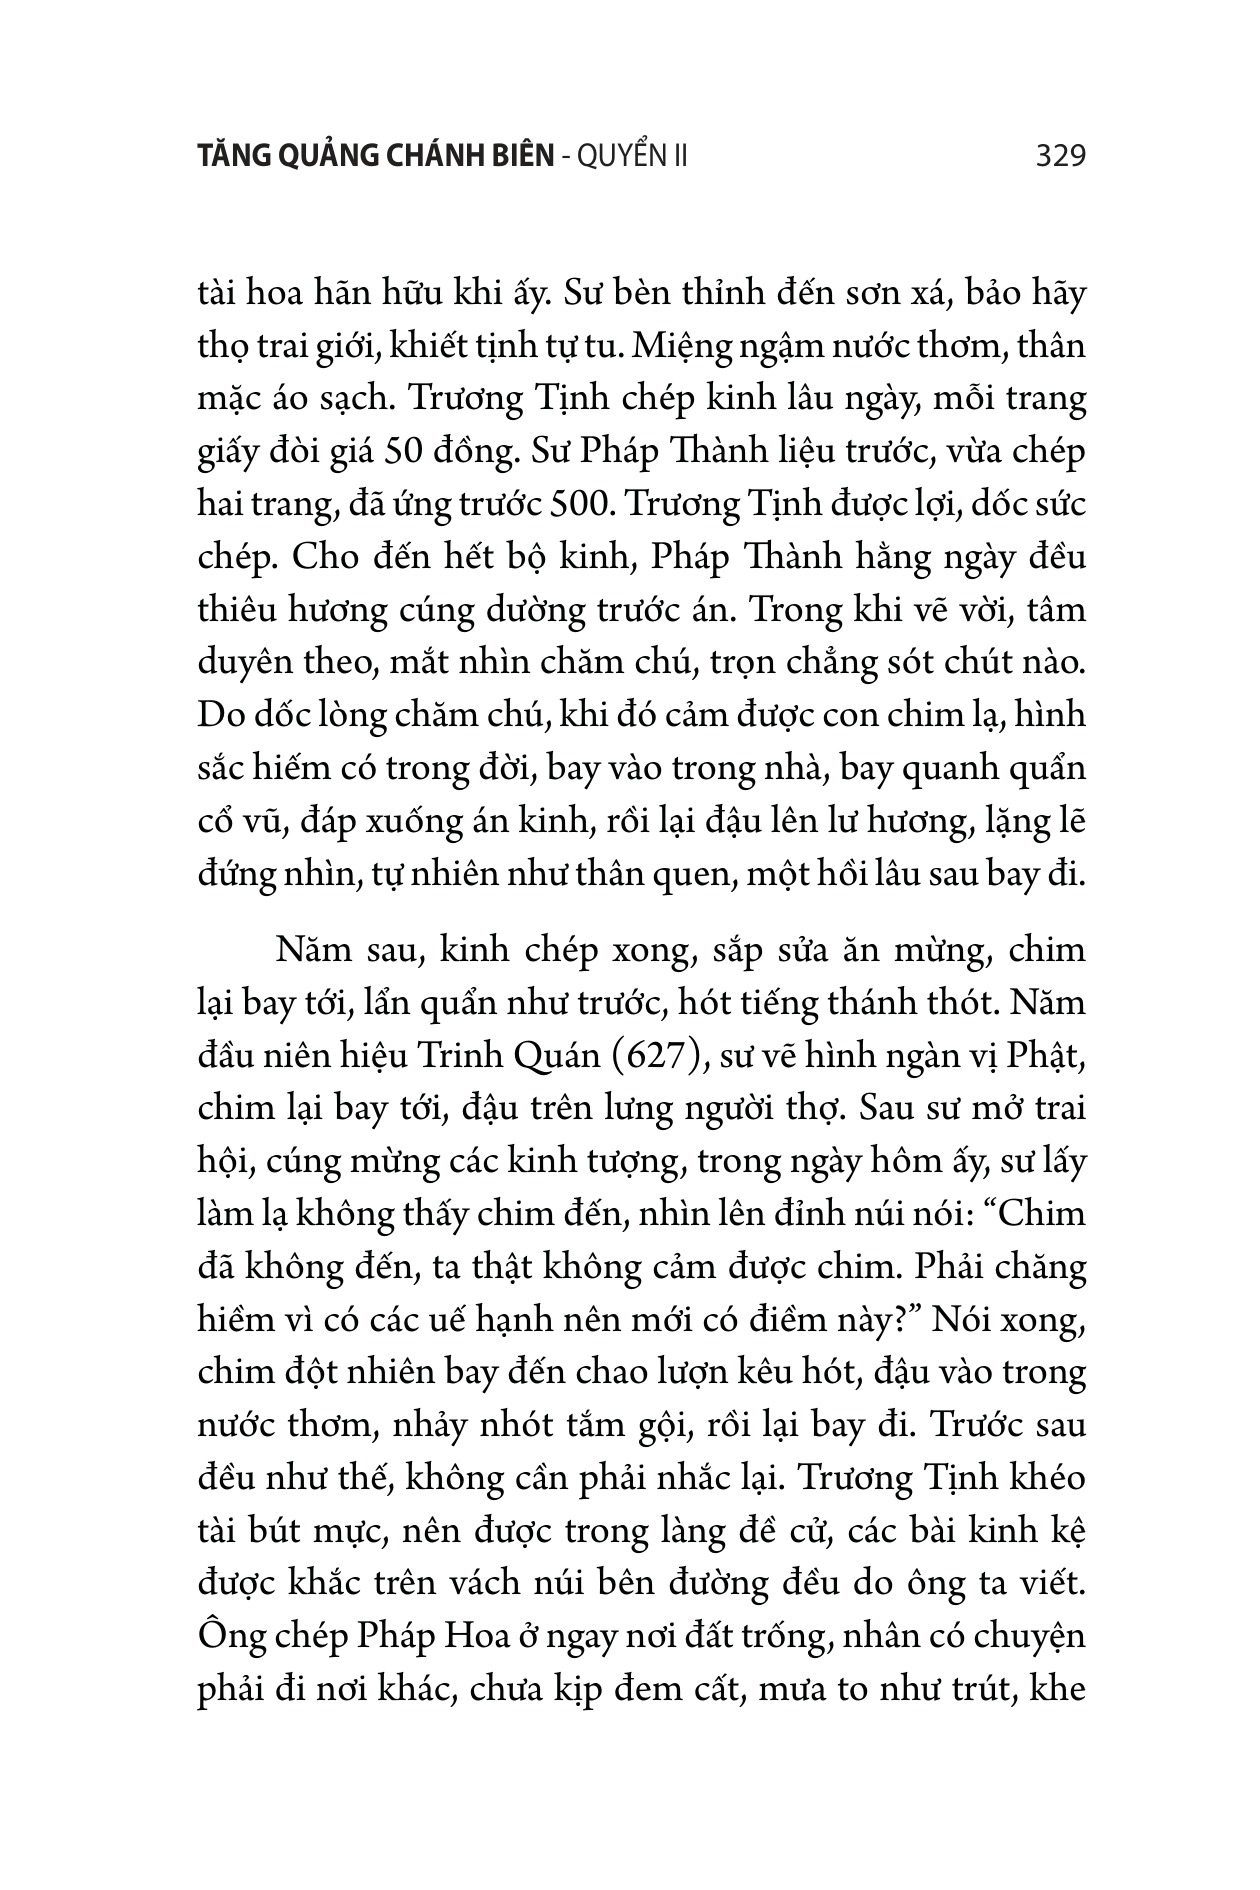 TĂNG QUẢNG CHÁNH BIÊN - QUYỂN II 329
tài hoa hãn hữu khi ấy. Sư bèn thỉnh đến sơn xá, bảo hãy
thọ trai giới, khiết tịnh tự tu. Miệng ngậm nước thơm, thân
mặc áo sạch. Trương Tịnh chép kinh lâu ngày, mỗi trang
giấy đòi giá 50 đồng. Sư Pháp Thành liệu trước, vừa chép
hai trang, đã ứng trước 500. Trương Tịnh được lợi, dốc sức
chép. Cho đến hết bộ kinh, Pháp Thành hằng ngày đều
thiêu hương cúng dường trước án. Trong khi vẽ vời, tâm
duyên theo, mắt nhìn chăm chú, trọn chẳng sót chút nào.
Do dốc lòng chăm chú, khi đó cảm được con chim lạ, hình
sắc hiếm có trong đời, bay vào trong nhà, bay quanh quẩn
cổ vũ, đáp xuống án kinh, rồi lại đậu lên lư hương, lặng lẽ
đứng nhìn, tự nhiên như thân quen, một hồi lâu sau bay đi.
Năm sau, kinh chép xong, sắp sửa ăn mừng, chim
lại bay tới, lẩn quẩn như trước, hót tiếng thánh thót. Năm
đầu niên hiệu Trinh Quán (627), sư vẽ hình ngàn vị Phật,
chim lại bay tới, đậu trên lưng người thợ. Sau sư mở trai
hội, cúng mừng các kinh tượng, trong ngày hôm ấy, sư lấy
làm lạ không thấy chim đến, nhìn lên đỉnh núi nói: “Chim
đã không đến, ta thật không cảm được chim. Phải chăng
hiềm vì có các uế hạnh nên mới có điềm này?” Nói xong,
chim đột nhiên bay đến chao lượn kêu hót, đậu vào trong
nước thơm, nhảy nhót tắm gội, rồi lại bay đi. Trước sau
đều như thế, không cần phải nhắc lại. Trương Tịnh khéo
tài bút mực, nên được trong làng đề cử, các bài kinh kệ
được khắc trên vách núi bên đường đều do ông ta viết.
Ông chép Pháp Hoa ở ngay nơi đất trống, nhân có chuyện
phải đi nơi khác, chưa kịp đem cất, mưa to như trút, khe